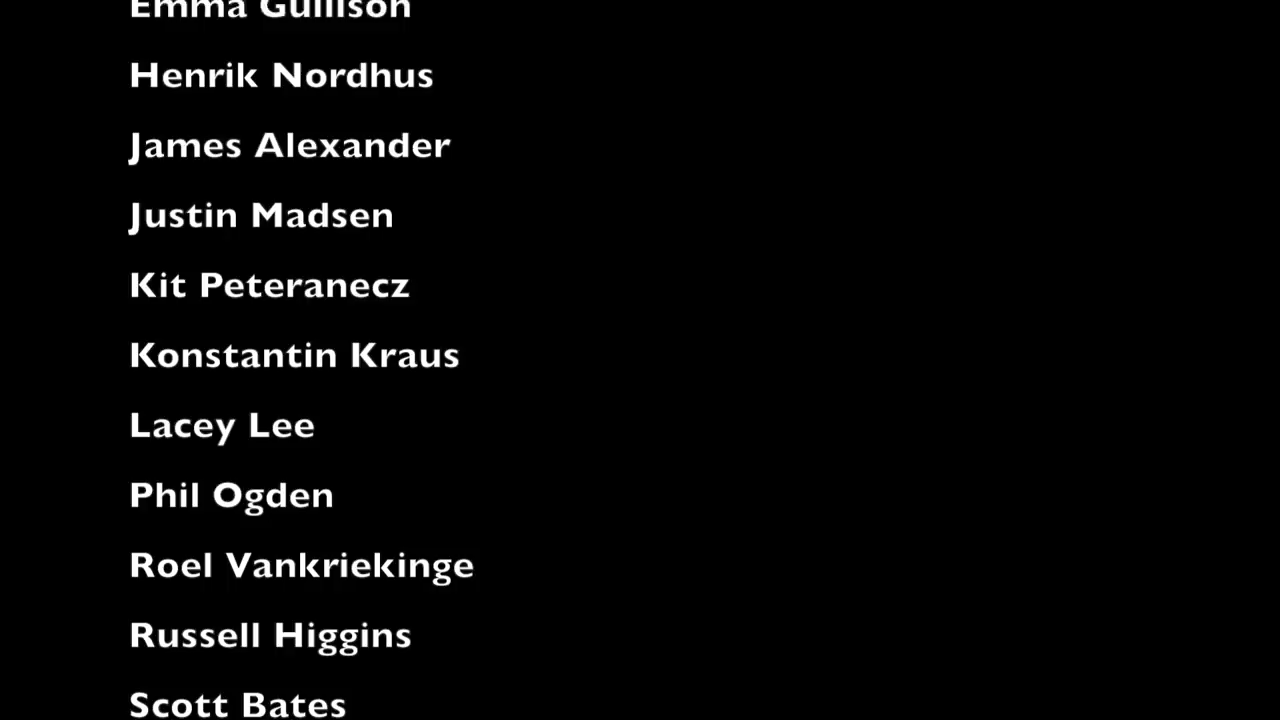 Emma Gullison
Henrik Nordhus
James Alexander
Justin Madsen
Kit Peteranecz
Konstantin Kraus
Lacey Lee
Phil Ogden
Roel Vankriekinge
Russell Higgins
Scott Bates